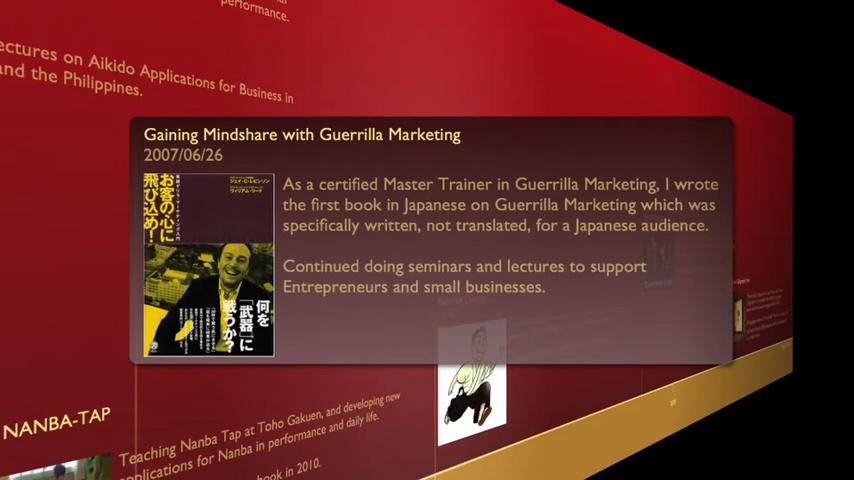 performance.
ectures on Aikido Applications for Business in
and the Philippines.
Gaining Mindshare with Guerrilla Marketing
2007/06/26
お客の心に
飛び込め!
ジェイ・C・レビンソン
ウィリアム・リード
何を
「武器」に
戦うか?
As a certified Master Trainer in Guerrilla Marketing, I wrote
the first book in Japanese on Guerrilla Marketing which was
specifically written, not translated, for a Japanese audience.
Continued doing seminars and lectures to support
Entrepreneurs and small businesses.
NANBA-TAP
Teaching Nanba Tap at Toho Gakuen, and developing new
applications for Nanba in performance and daily life.
book in 2010.